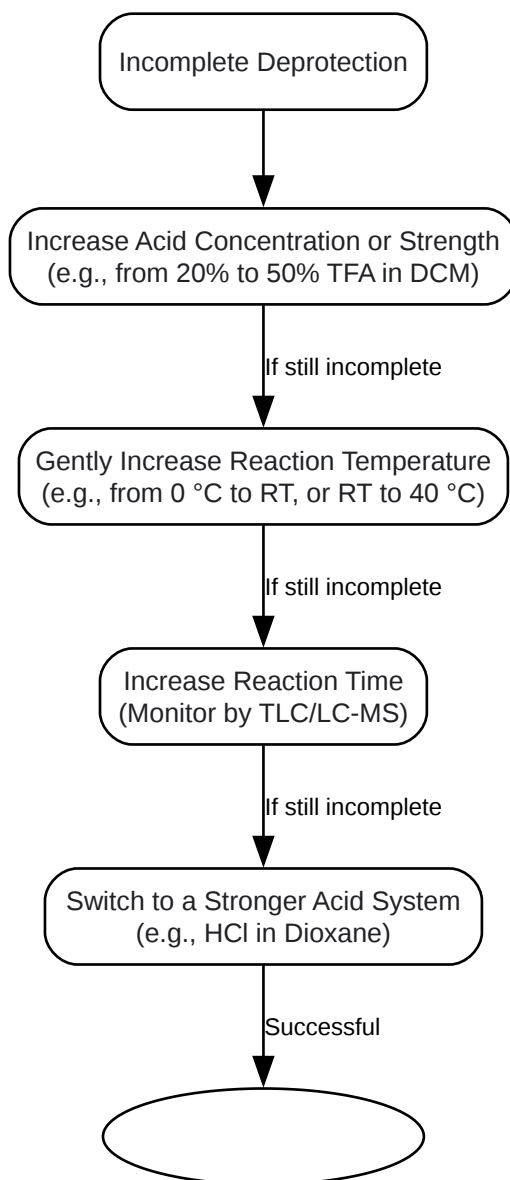 Incomplete Deprotection
Increase Acid Concentration or Strength
(e.g., from 20% to 50% TFA in DCM)
If still incomplete
Gently Increase Reaction Temperature
(e.g., from 0 °C to RT, or RT to 40 °C)
If still incomplete
Increase Reaction Time
(Monitor by TLC/LC-MS)
If still incomplete
Switch to a Stronger Acid System
(e.g., HCl in Dioxane)
Successful